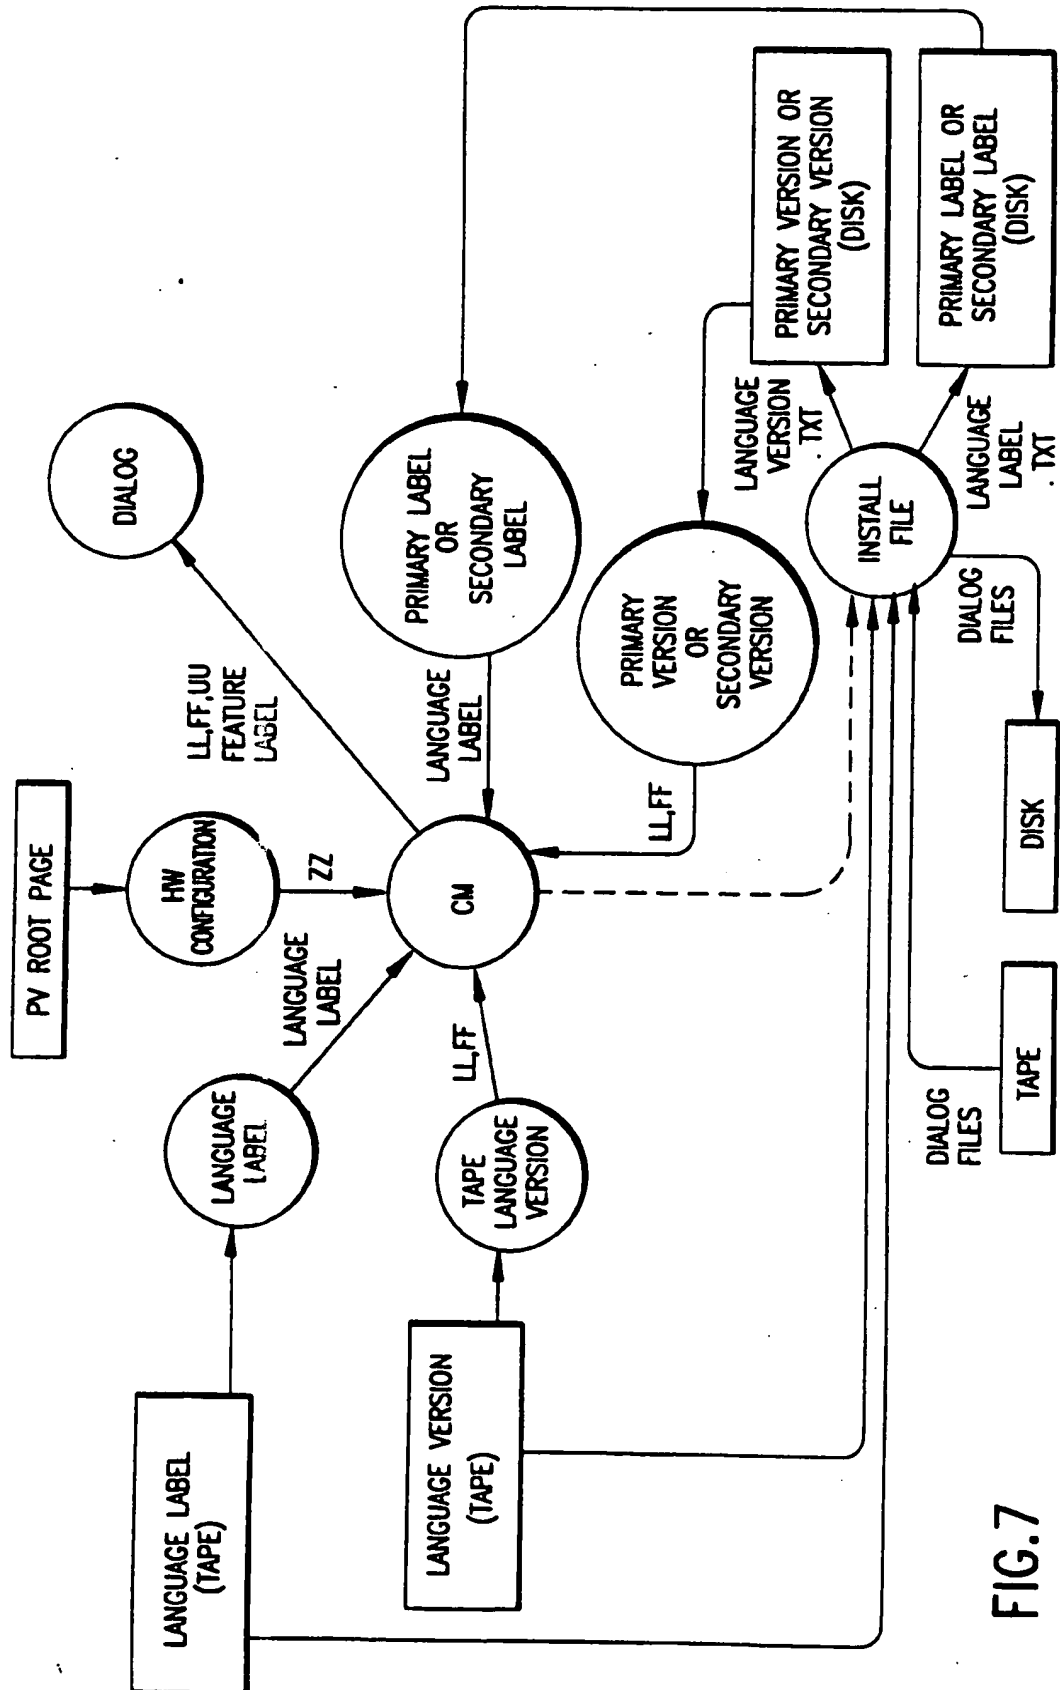 LANGUAGE LABEL
(TAPE)
LANGUAGE
LABEL
LANGUAGE
LABEL
PV ROOT PAGE
HW
CONFIGURATION
ZZ
LL,FF,UU
FEATURE
LABEL
DIALOG
LANGUAGE VERSION
(TAPE)
TAPE
LANGUAGE
VERSION
LL,FF
CM
LANGUAGE
LABEL
PRIMARY LABEL
OR
SECONDARY
LABEL
LL,FF
PRIMARY
VERSION
OR
SECONDARY
VERSION
LANGUAGE
VERSION
TXT
PRIMARY VERSION OR
SECONDARY VERSION
(DISK)
INSTALL
FILE
LANGUAGE
LABEL
.TXT
PRIMARY LABEL OR
SECONDARY LABEL
(DISK)
DIALOG
FILES
TAPE
DISK
DIALOG
FILES
FIG.7